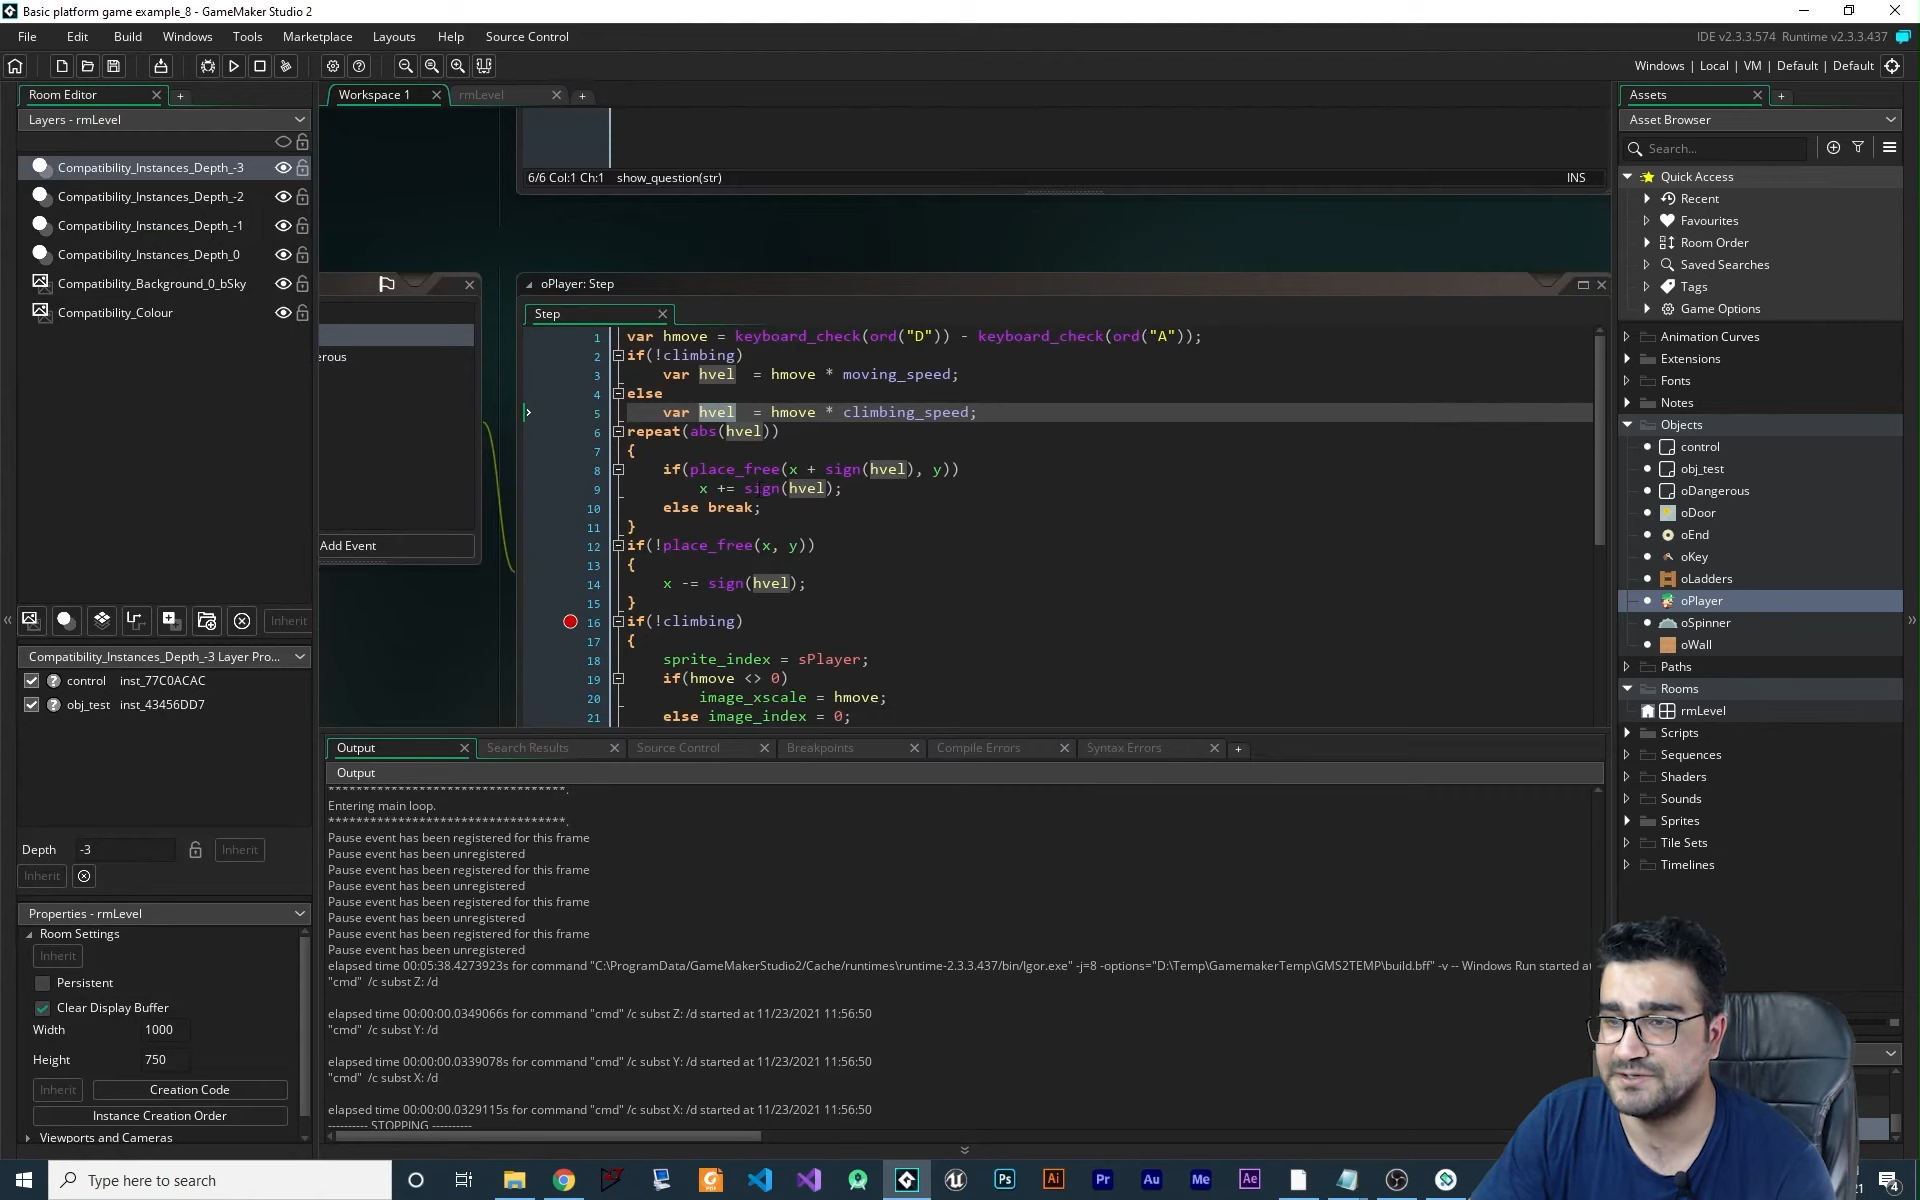 Basic platform game example_8 - GameMaker Studio 2
File Edit Build Windows Tools Marketplace Layouts Help Source Control
IDE v2.3.3.574 Runtime v2.3.3.437
Windows | Local | VM | Default | Default
Room Editor
Layers - rmLevel
Compatibility_Instances_Depth_-3
Compatibility_Instances_Depth_-2
Compatibility_Instances_Depth_-1
Compatibility_Instances_Depth_0
Compatibility_Background_0_bSky
Compatibility_Colour
Inherit
Compatibility_Instances_Depth_-3 Layer Pro...
control inst_77C0ACAC
obj_test inst_43456DD7
Depth -3 Inherit
Inherit
Properties - rmLevel
Room Settings
Inherit
Persistent
Clear Display Buffer
Width 1000
Height 750
Inherit Creation Code
Instance Creation Order
Viewports and Cameras
Workspace 1 rmLevel
6/6 Col:1 Ch:1 show_question(str) INS
erous
Add Event
oPlayer: Step
Step
1 var hmove = keyboard_check(ord("D")) - keyboard_check(ord("A"));
2 if(!climbing)
3 var hvel = hmove * moving_speed;
4 else
5 var hvel = hmove * climbing_speed;
6 repeat(abs(hvel))
7 {
8 if(place_free(x + sign(hvel), y))
9 x += sign(hvel);
10 else break;
11 }
12 if(!place_free(x, y))
13 {
14 x -= sign(hvel);
15 }
16 if(!climbing)
17 {
18 sprite_index = sPlayer;
19 if(hmove <> 0)
20 image_xscale = hmove;
21 else image_index = 0;
Output Search Results Source Control Breakpoints Compile Errors Syntax Errors
Output
**********************************.
Entering main loop.
**********************************.
Pause event has been registered for this frame
Pause event has been unregistered
Pause event has been registered for this frame
Pause event has been unregistered
Pause event has been registered for this frame
Pause event has been unregistered
Pause event has been registered for this frame
Pause event has been unregistered
elapsed time 00:05:38.4273923s for command "C:\ProgramData/GameMakerStudio2/Cache/runtimes\runtime-2.3.3.437/bin/Igor.exe" -j=8 -options="D:\Temp\GamemakerTemp\GMS2TEMP\build.bff" -v -- Windows Run started at
"cmd" /c subst Z: /d
elapsed time 00:00:00.0349066s for command "cmd" /c subst Z: /d started at 11/23/2021 11:56:50
"cmd" /c subst Y: /d
elapsed time 00:00:00.0339078s for command "cmd" /c subst Y: /d started at 11/23/2021 11:56:50
"cmd" /c subst X: /d
elapsed time 00:00:00.0329115s for command "cmd" /c subst X: /d started at 11/23/2021 11:56:50
---------- STOPPING ----------
Assets
Asset Browser
Search...
Quick Access
Recent
Favourites
Room Order
Saved Searches
Tags
Game Options
Animation Curves
Extensions
Fonts
Notes
Objects
control
obj_test
oDangerous
oDoor
oEnd
oKey
oLadders
oPlayer
oSpinner
oWall
Paths
Rooms
rmLevel
Scripts
Sequences
Shaders
Sounds
Sprites
Tile Sets
Timelines
Type here to search
Ps Ai Pr Au Me Ae
21
4